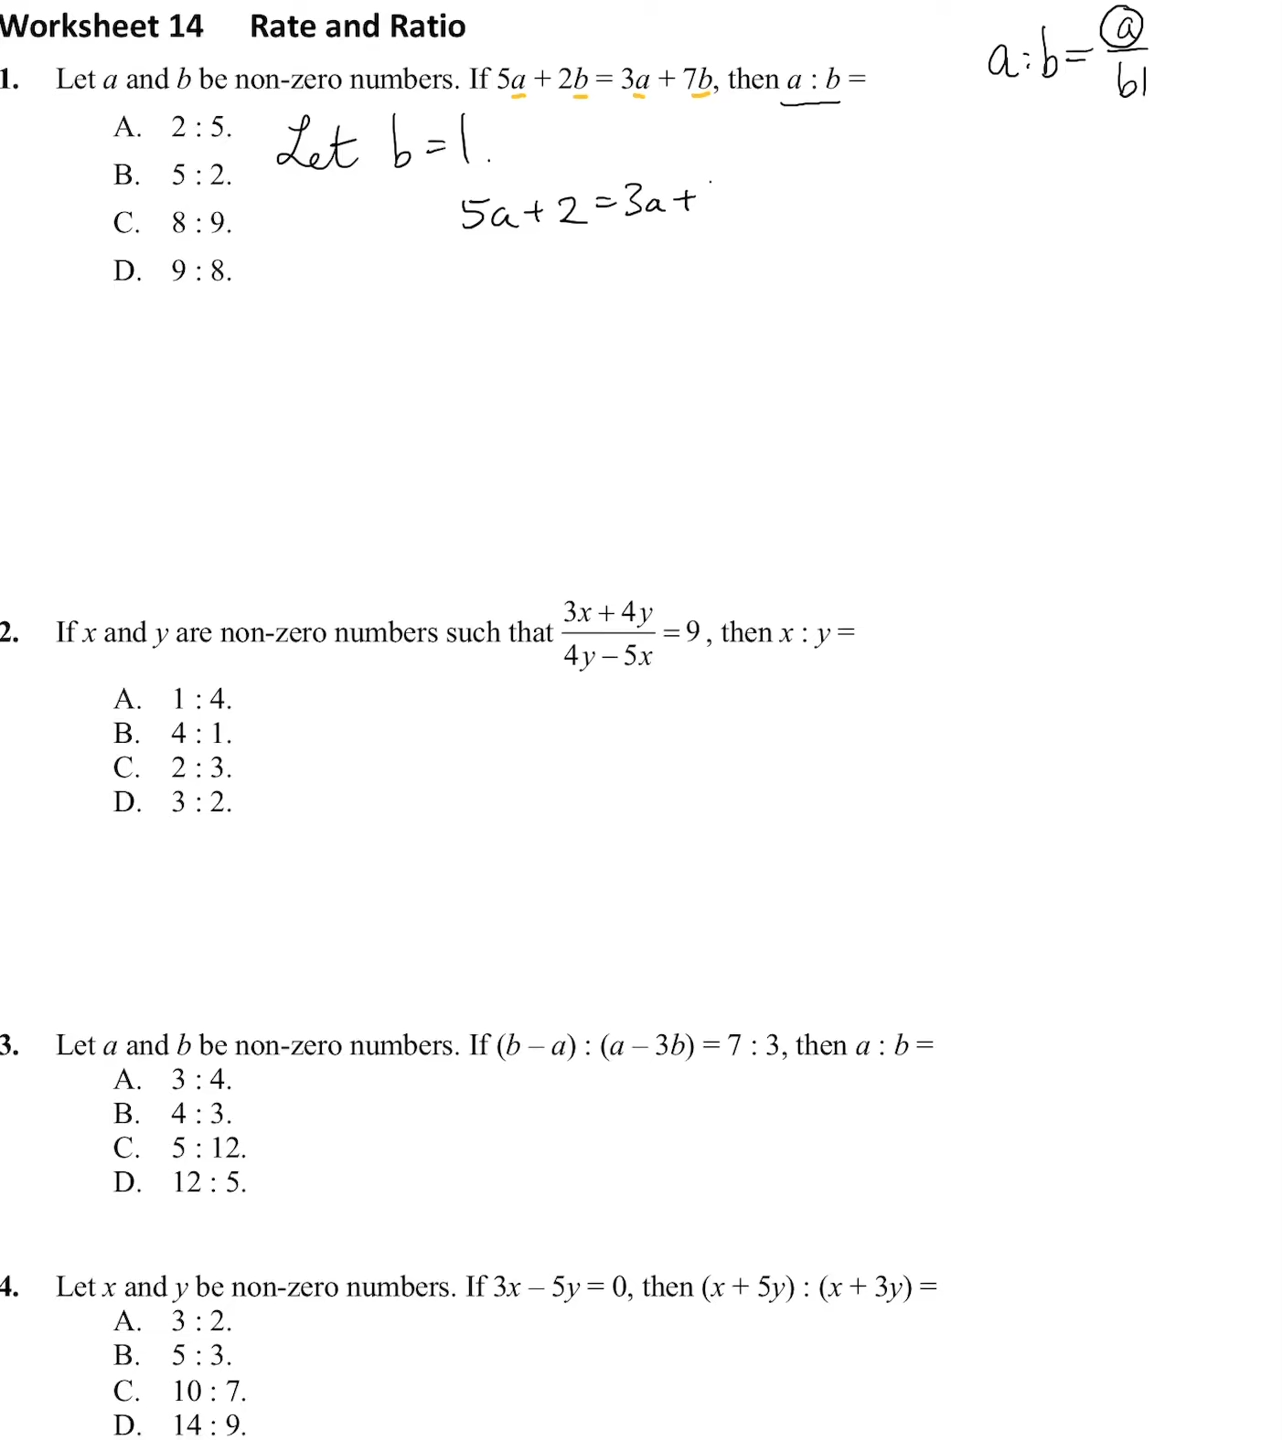 Worksheet 14 Rate and Ratio
a:b = a/b1
1. Let a and b be non-zero numbers. If 5a + 2b = 3a + 7b, then a : b =
A. 2 : 5.
B. 5 : 2.
C. 8 : 9.
D. 9 : 8.
Let b=1.
5a+2=3a+
2. If x and y are non-zero numbers such that (3x + 4y)/(4y − 5x) = 9, then x : y =
A. 1 : 4.
B. 4 : 1.
C. 2 : 3.
D. 3 : 2.
3. Let a and b be non-zero numbers. If (b – a) : (a – 3b) = 7 : 3, then a : b =
A. 3 : 4.
B. 4 : 3.
C. 5 : 12.
D. 12 : 5.
4. Let x and y be non-zero numbers. If 3x – 5y = 0, then (x + 5y) : (x + 3y) =
A. 3 : 2.
B. 5 : 3.
C. 10 : 7.
D. 14 : 9.